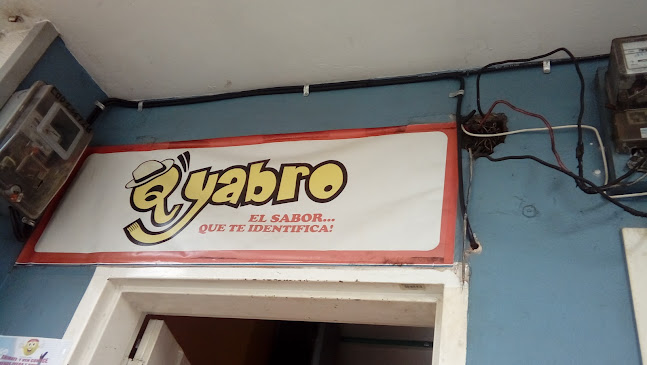 Q'yabro
EL SABOR...
QUE TE IDENTIFICA!